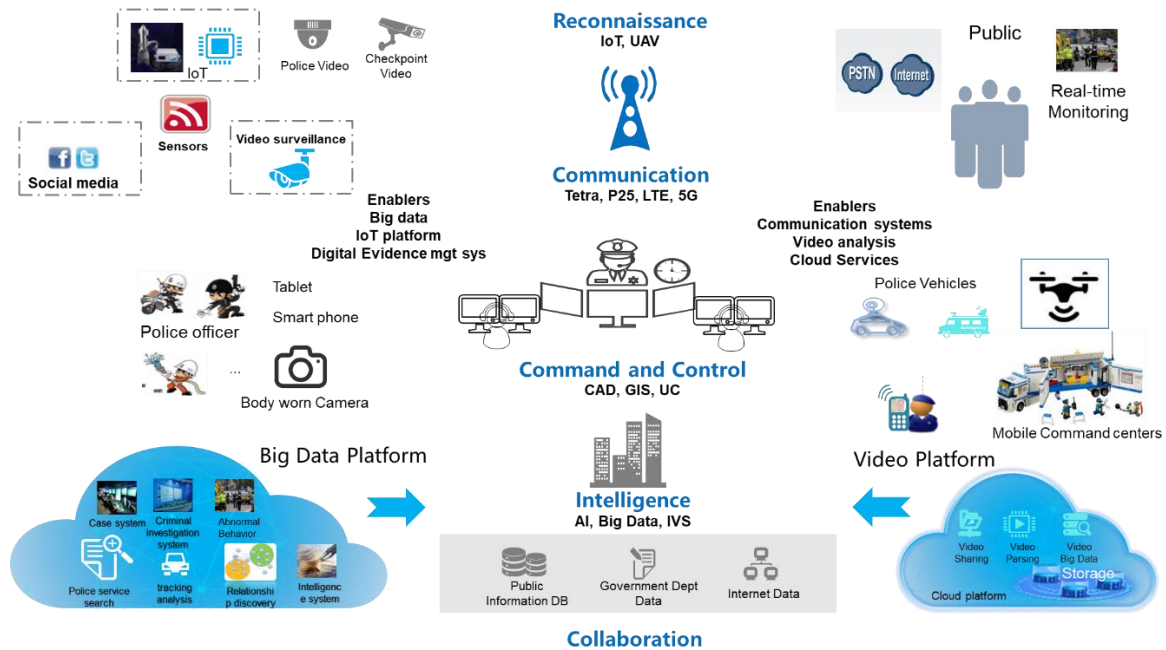 Reconnaissance
IoT, UAV
IoT
Police Video
Checkpoint
Video
PSTN
Internet
Public
Real-time
Monitoring
Sensors
Social media
Video surveillance
Communication
Tetra, P25, LTE, 5G
Enablers
Big data
IoT platform
Digital Evidence mgt sys
Enablers
Communication systems
Video analysis
Cloud Services
Police officer
Tablet
Smart phone
...
Body worn Camera
Police Vehicles
Emergency
Mobile Command centers
Command and Control
CAD, GIS, UC
Big Data Platform
Case system
Criminal
investigation
system
Abnormal
Behavior
Police service
search
tracking
analysis
Relationshi
p discovery
Intelligenc
e system
Intelligence
AI, Big Data, IVS
Public
Information DB
Government Dept
Data
Internet Data
Collaboration
Video Platform
Video
Sharing
Video
Parsing
Video
Big Data
Storage
Cloud platform